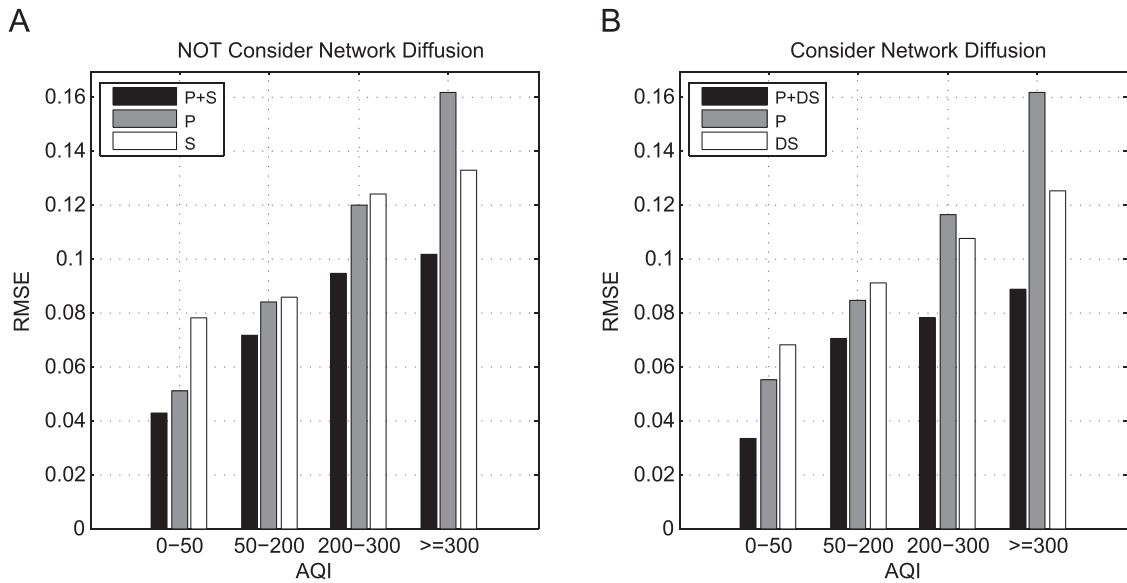 A
NOT Consider Network Diffusion
P+S
P
S
RMSE
0.16
0.14
0.12
0.1
0.08
0.06
0.04
0.02
0
0−50
50−200
200−300
>=300
AQI
B
Consider Network Diffusion
P+DS
P
DS
RMSE
0.16
0.14
0.12
0.1
0.08
0.06
0.04
0.02
0
0−50
50−200
200−300
>=300
AQI